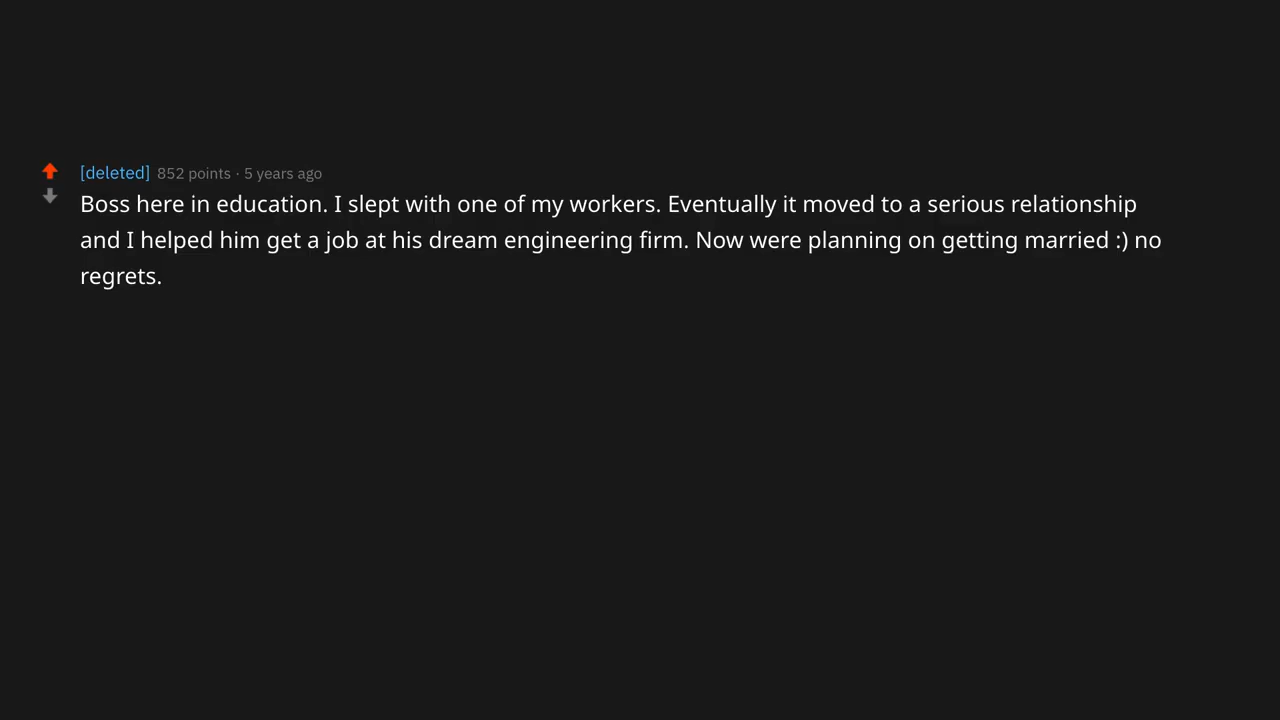 [deleted] 852 points · 5 years ago
Boss here in education. I slept with one of my workers. Eventually it moved to a serious relationship
and I helped him get a job at his dream engineering firm. Now were planning on getting married :) no
regrets.